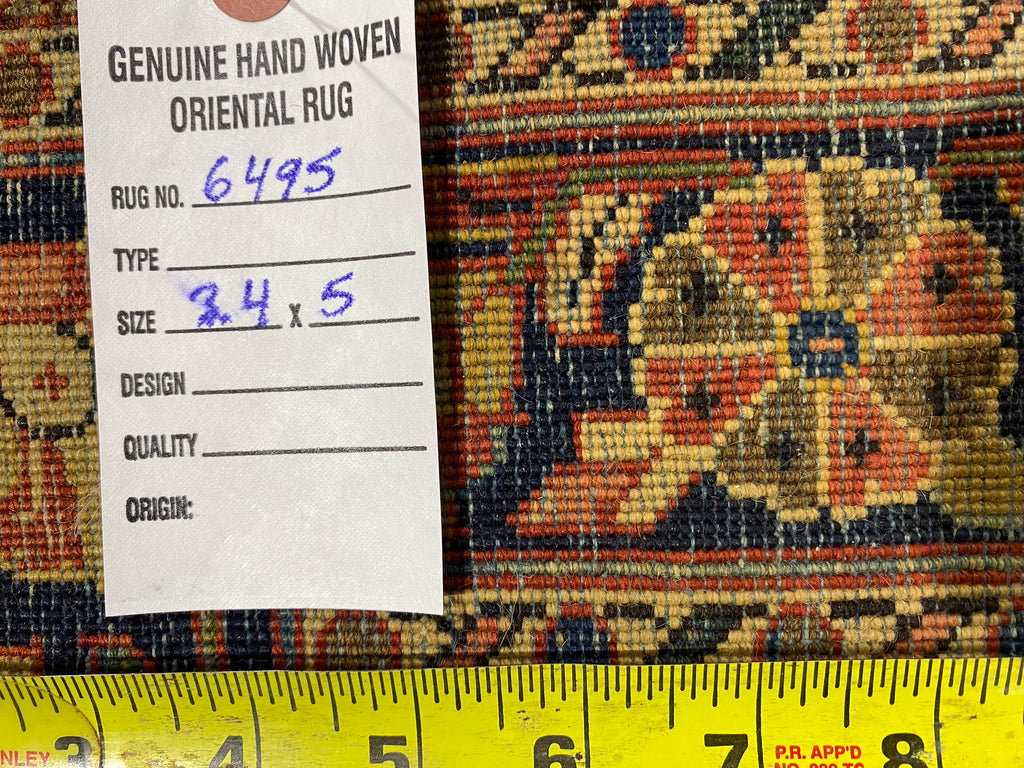 GENUINE HAND WOVEN
ORIENTAL RUG
RUG NO. 6495
TYPE
SIZE 3.4 X 5
DESIGN
QUALITY
ORIGIN:
NLEY 3 4 5 6 7 P.R. APP'D 8